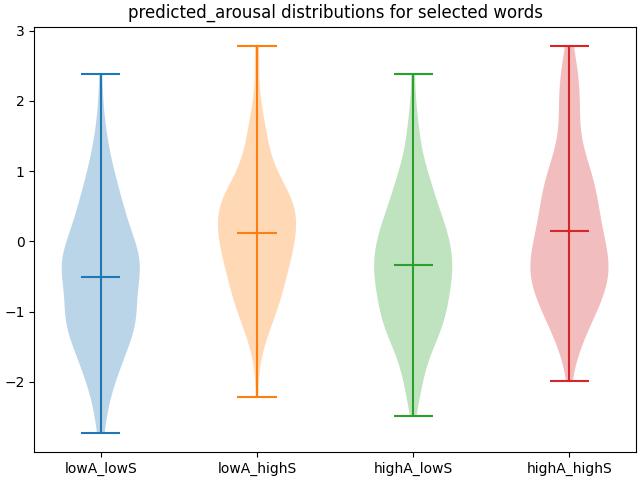 predicted_arousal distributions for selected words
3
2
1
0
−1
−2
lowA_lowS
lowA_highS
highA_lowS
highA_highS